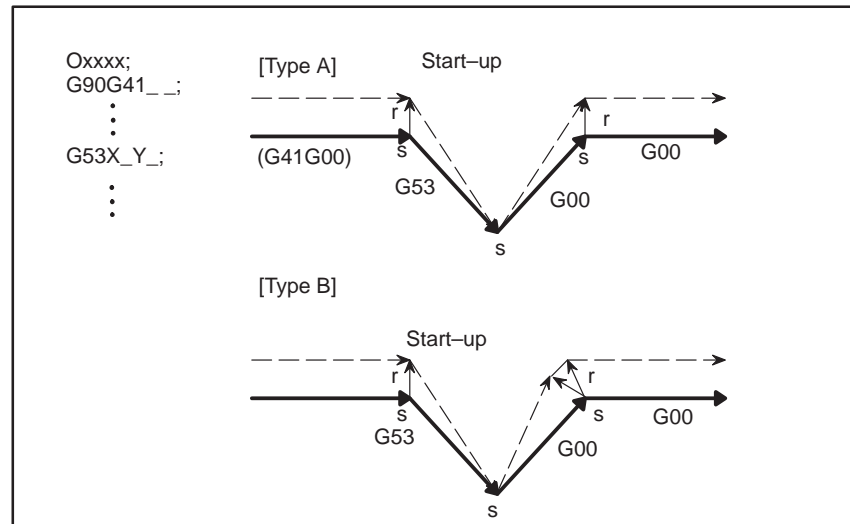 Oxxxx;
G90G41_ _;
G53X_Y_;
[Type A]
Start–up
r
r
s
s
(G41G00)
G00
G53
G00
s
[Type B]
Start–up
r
r
s
s
G53
G00
G00
s